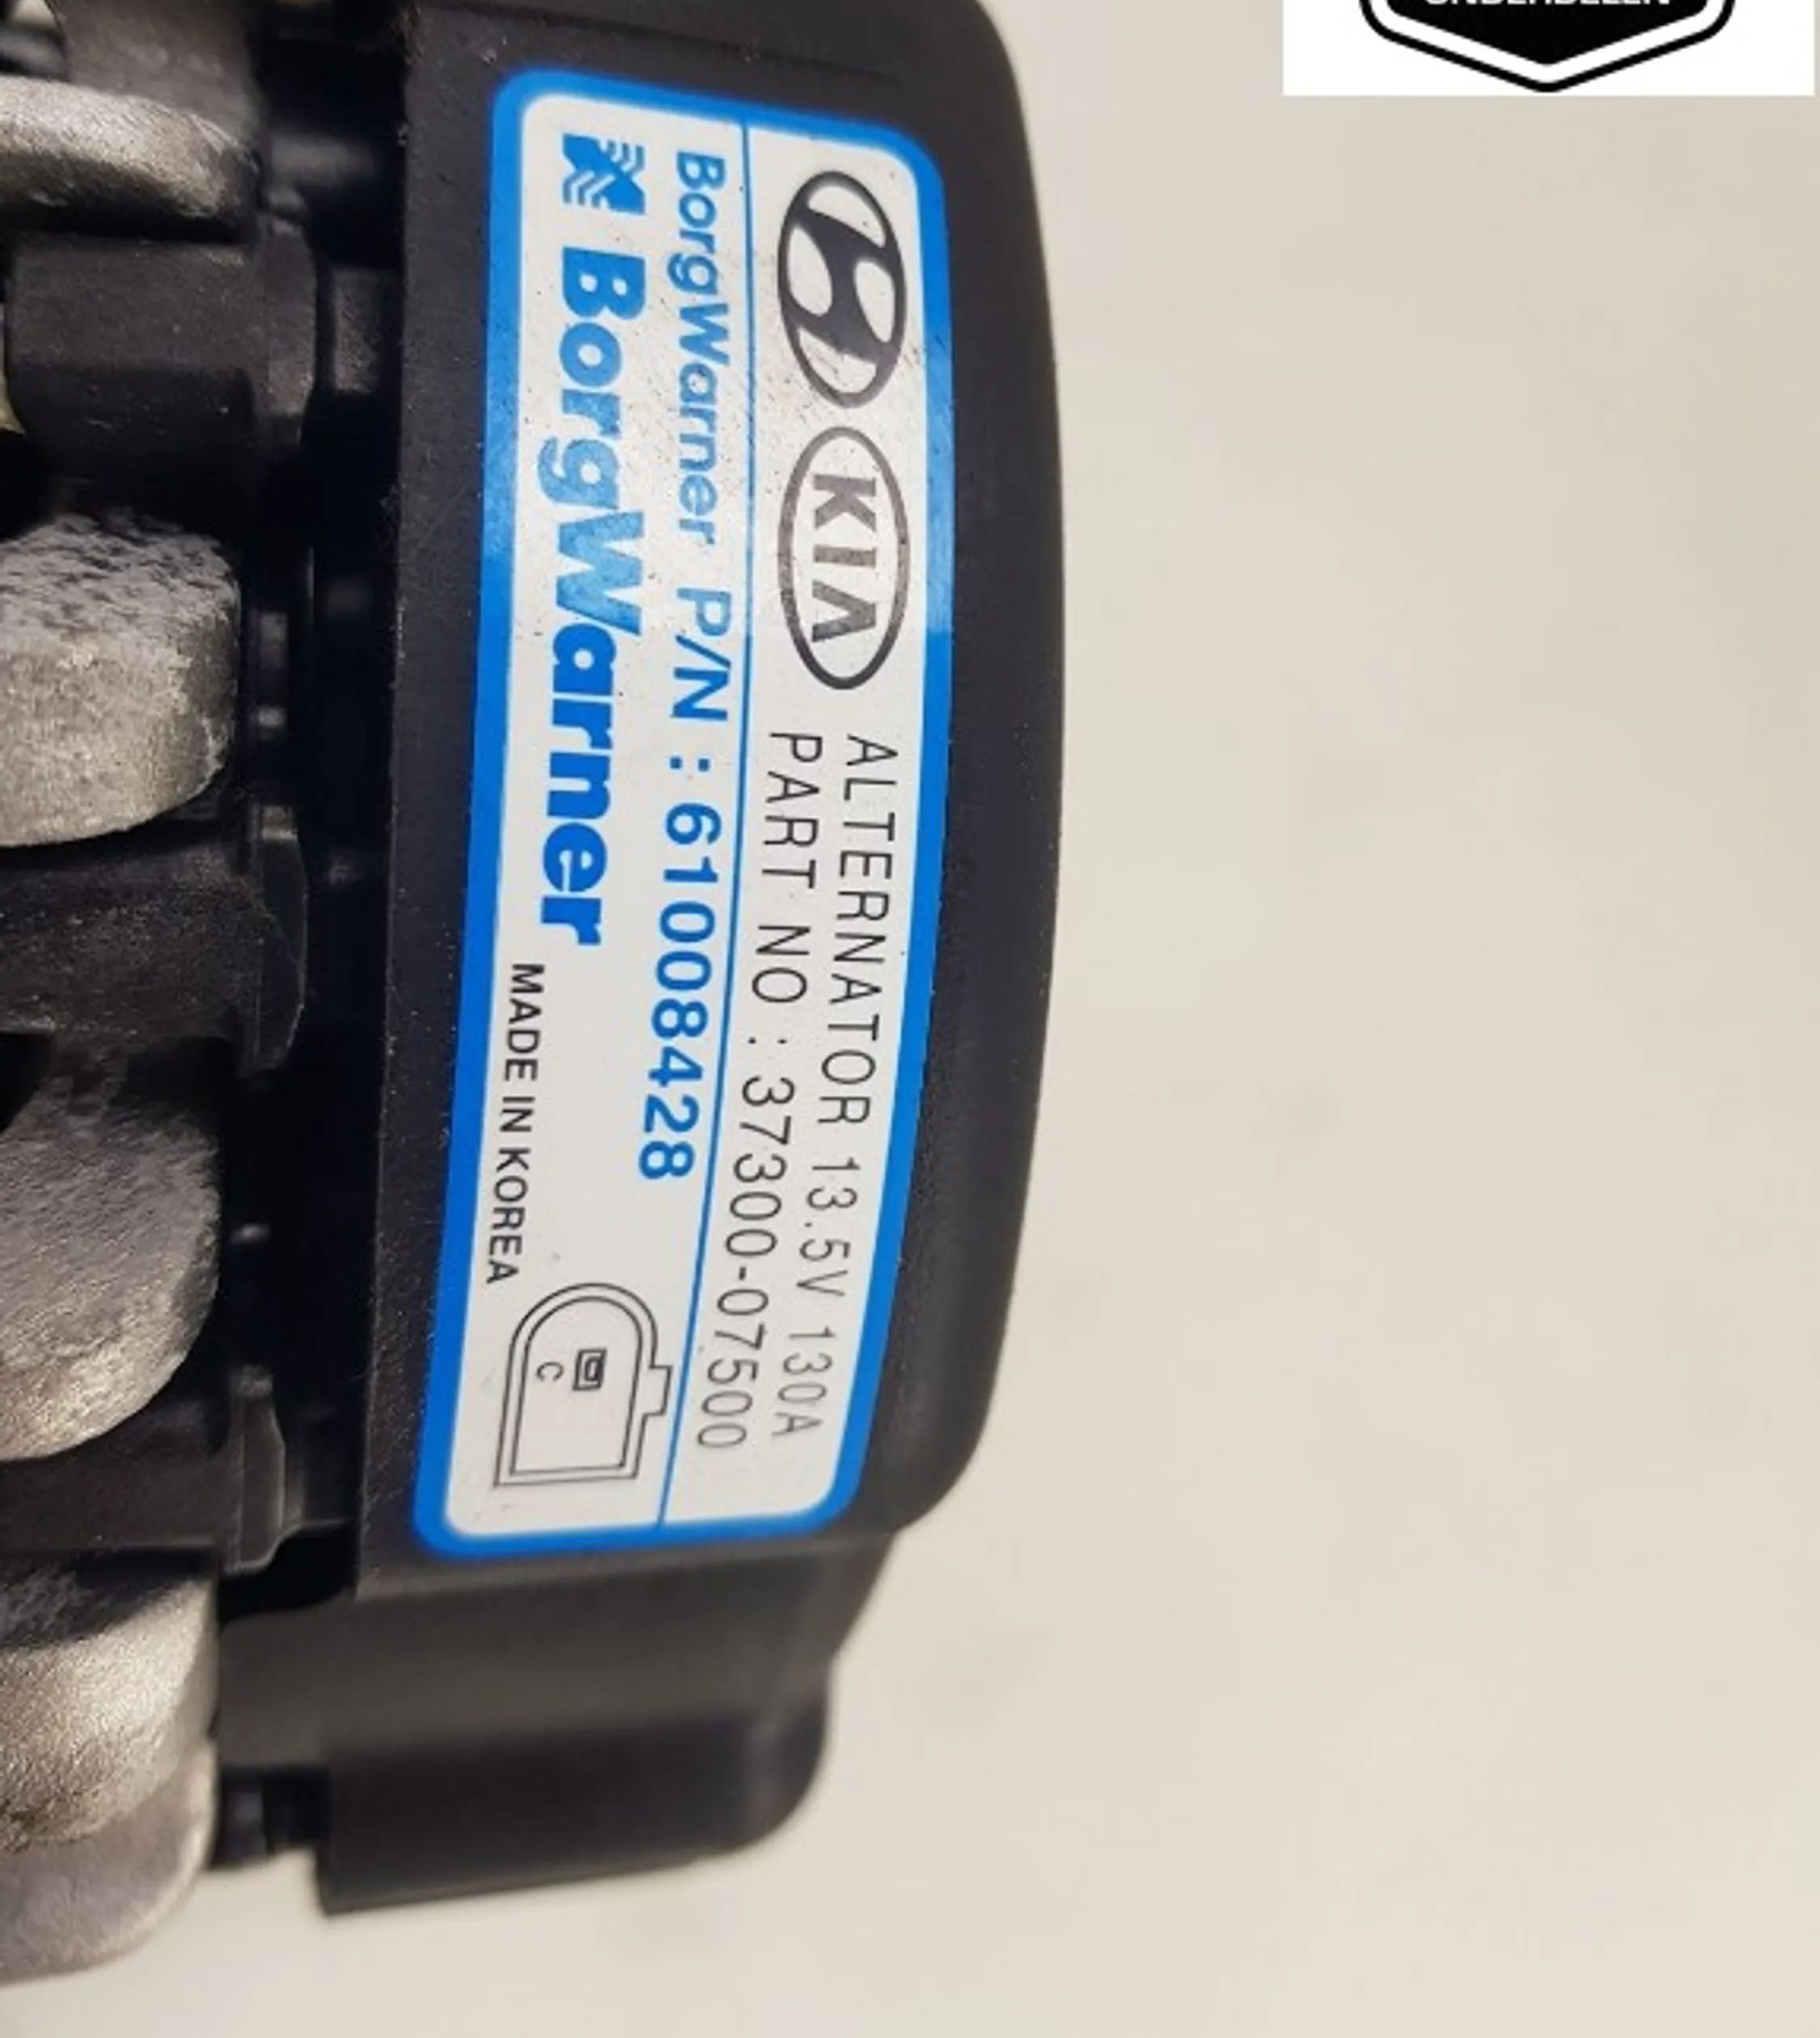 KIA
ALTERNATOR 13.5V 130A
PART NO : 37300-07500
BorgWarner P/N : 61008428
BorgWarner
MADE IN KOREA
C